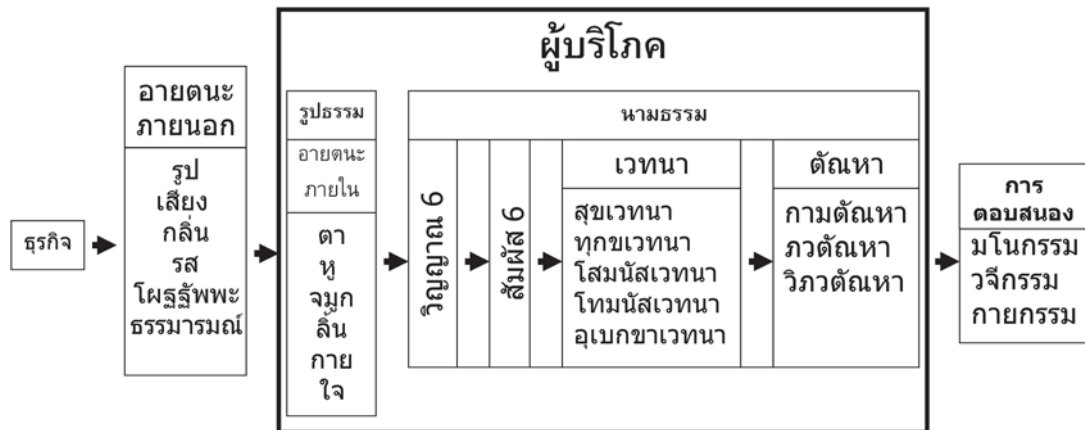 ผู้บริโภค
ธุรกิจ
อายตนะ
ภายนอก
รูป
เสียง
กลิ่น
รส
โผฏฐัพพะ
ธรรมารมณ์
รูปธรรม
อายตนะ
ภายใน
ตา
หู
จมูก
ลิ้น
กาย
ใจ
นามธรรม
วิญญาณ 6
สัมผัส 6
เวทนา
สุขเวทนา
ทุกขเวทนา
โสมนัสเวทนา
โทมนัสเวทนา
อุเบกขาเวทนา
ตัณหา
กามตัณหา
ภวตัณหา
วิภวตัณหา
การ
ตอบสนอง
มโนกรรม
วจีกรรม
กายกรรม